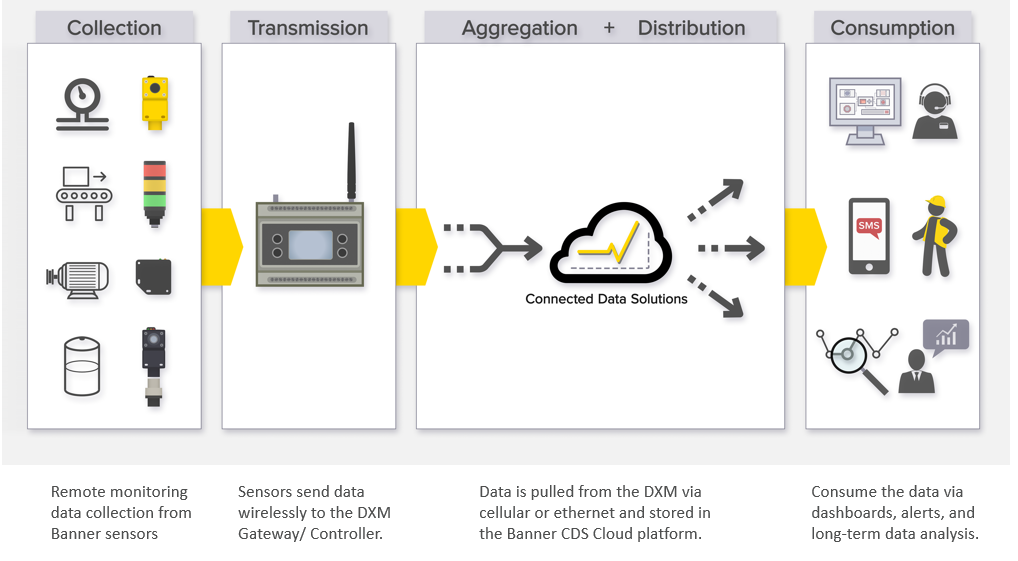 Collection
Transmission
Aggregation + Distribution
Consumption
SMS
Connected Data Solutions
Remote monitoring
data collection from
Banner sensors
Sensors send data
wirelessly to the DXM
Gateway/ Controller.
Data is pulled from the DXM via
cellular or ethernet and stored in
the Banner CDS Cloud platform.
Consume the data via
dashboards, alerts, and
long-term data analysis.